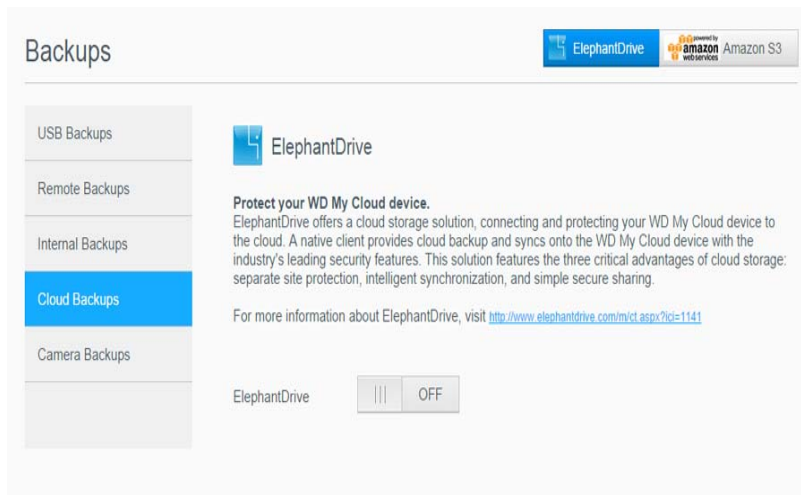 Backups
ElephantDrive
powered by
amazon
webservices
Amazon S3
USB Backups
Remote Backups
Internal Backups
Cloud Backups
Camera Backups
ElephantDrive
Protect your WD My Cloud device.
ElephantDrive offers a cloud storage solution, connecting and protecting your WD My Cloud device to
the cloud. A native client provides cloud backup and syncs onto the WD My Cloud device with the
industry's leading security features. This solution features the three critical advantages of cloud storage:
separate site protection, intelligent synchronization, and simple secure sharing.
For more information about ElephantDrive, visit http://www.elephantdrive.com/m/ct.aspx?ici=1141
ElephantDrive
OFF